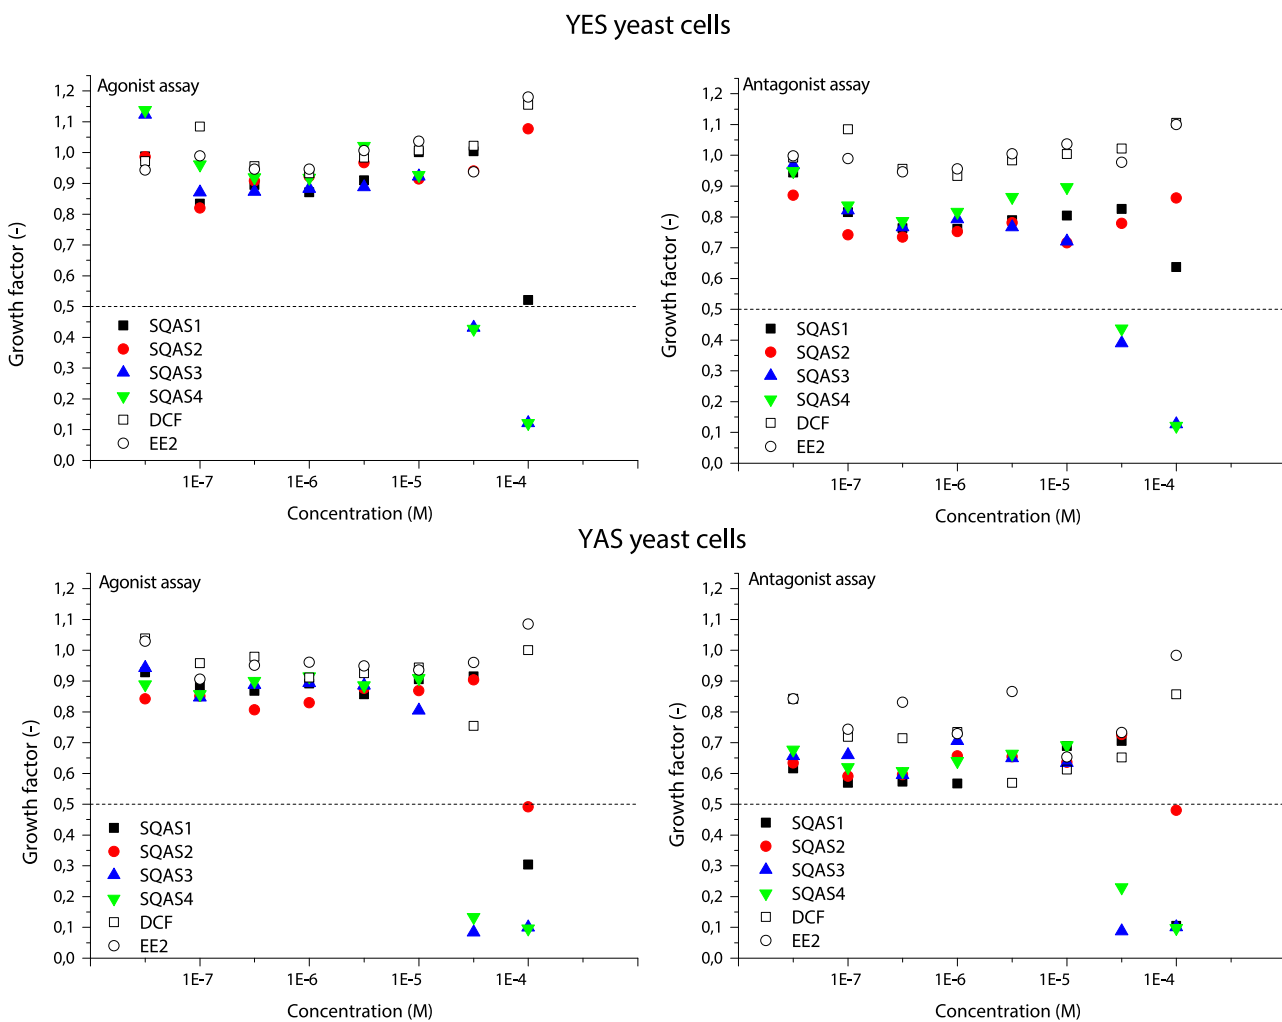 YES yeast cells
Agonist assay
1,2
1,1
1,0
0,9
0,8
0,7
0,6
0,5
0,4
0,3
0,2
0,1
0,0
Growth factor (-)
SQAS1
SQAS2
SQAS3
SQAS4
DCF
EE2
1E-7 1E-6 1E-5 1E-4
Concentration (M)
Antagonist assay
1,2
1,1
1,0
0,9
0,8
0,7
0,6
0,5
0,4
0,3
0,2
0,1
0,0
Growth factor (-)
SQAS1
SQAS2
SQAS3
SQAS4
DCF
EE2
1E-7 1E-6 1E-5 1E-4
Concentration (M)
YAS yeast cells
Agonist assay
1,2
1,1
1,0
0,9
0,8
0,7
0,6
0,5
0,4
0,3
0,2
0,1
0,0
Growth factor (-)
SQAS1
SQAS2
SQAS3
SQAS4
DCF
EE2
1E-7 1E-6 1E-5 1E-4
Concentration (M)
Antagonist assay
1,2
1,1
1,0
0,9
0,8
0,7
0,6
0,5
0,4
0,3
0,2
0,1
0,0
Growth factor (-)
SQAS1
SQAS2
SQAS3
SQAS4
DCF
EE2
1E-7 1E-6 1E-5 1E-4
Concentration (M)